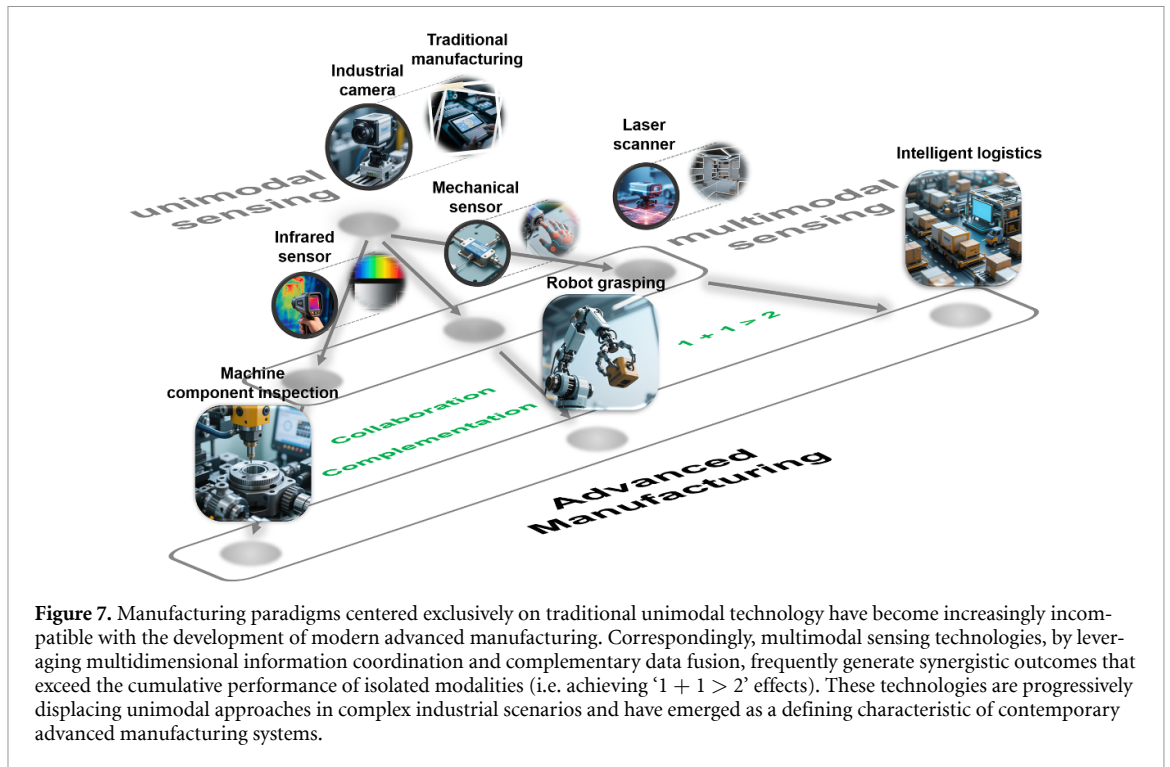 Traditional
manufacturing
Industrial
camera
Laser
scanner
Intelligent logistics
unimodal
sensing
Mechanical
sensor
multimodal
sensing
Infrared
sensor
Robot grasping
1 + 1 > 2
Machine
component inspection
Collaboration
Complementation
Advanced
Manufacturing
Figure 7. Manufacturing paradigms centered exclusively on traditional unimodal technology have become increasingly incom-
patible with the development of modern advanced manufacturing. Correspondingly, multimodal sensing technologies, by lever-
aging multidimensional information coordination and complementary data fusion, frequently generate synergistic outcomes that
exceed the cumulative performance of isolated modalities (i.e. achieving ‘1 + 1 > 2’ effects). These technologies are progressively
displacing unimodal approaches in complex industrial scenarios and have emerged as a defining characteristic of contemporary
advanced manufacturing systems.